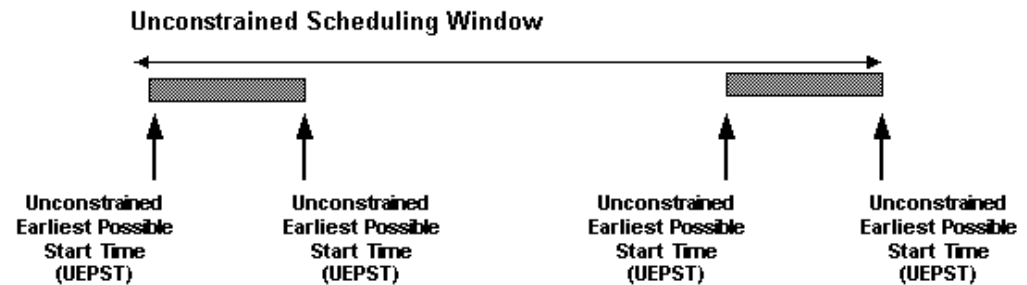 Unconstrained Scheduling Window
Unconstrained
Earliest Possible
Start Time
(UEPST)
Unconstrained
Earliest Possible
Start Time
(UEPST)
Unconstrained
Earliest Possible
Start Time
(UEPST)
Unconstrained
Earliest Possible
Start Time
(UEPST)